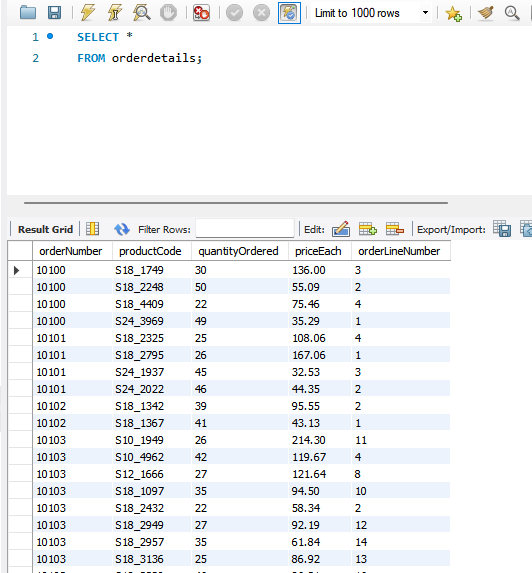 Limit to 1000 rows
1 SELECT *
2 FROM orderdetails;
Result Grid Filter Rows: Edit: Export/Import:
orderNumber productCode quantityOrdered priceEach orderLineNumber
10100 S18_1749 30 136.00 3
10100 S18_2248 50 55.09 2
10100 S18_4409 22 75.46 4
10100 S24_3969 49 35.29 1
10101 S18_2325 25 108.06 4
10101 S18_2795 26 167.06 1
10101 S24_1937 45 32.53 3
10101 S24_2022 46 44.35 2
10102 S18_1342 39 95.55 2
10102 S18_1367 41 43.13 1
10103 S10_1949 26 214.30 11
10103 S10_4962 42 119.67 4
10103 S12_1666 27 121.64 8
10103 S18_1097 35 94.50 10
10103 S18_2432 22 58.34 2
10103 S18_2949 27 92.19 12
10103 S18_2957 35 61.84 14
10103 S18_3136 25 86.92 13